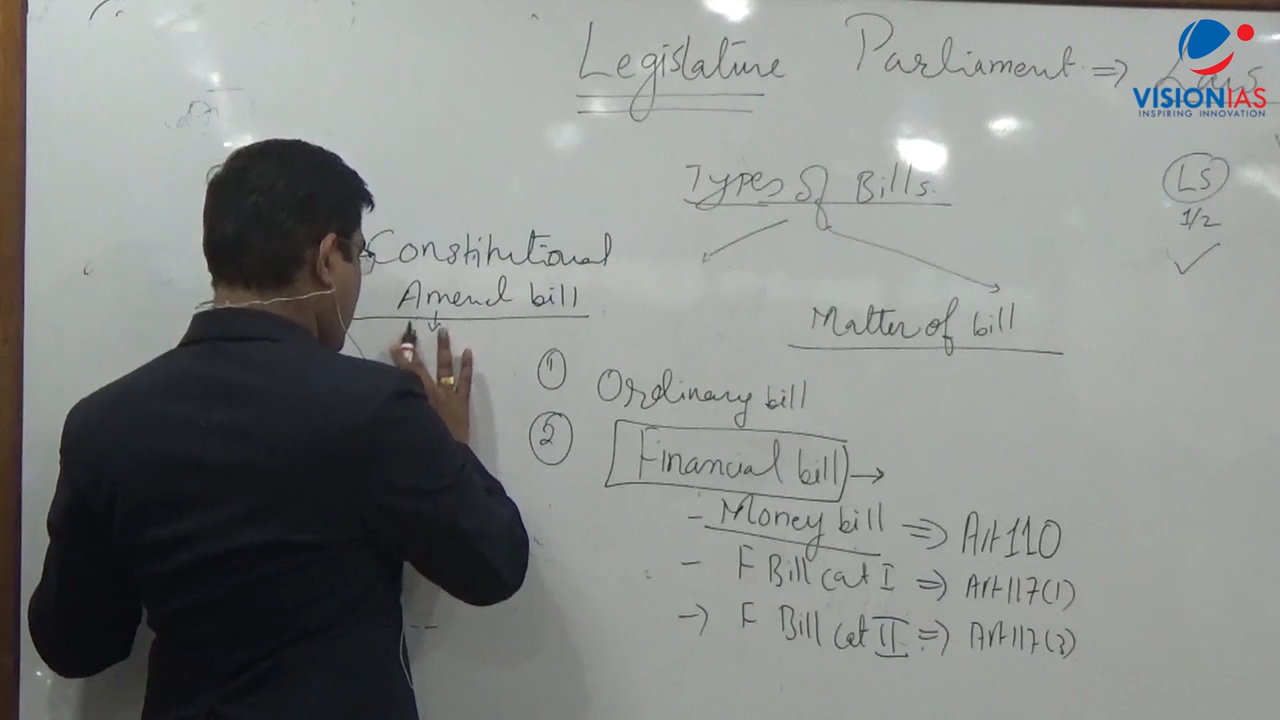 Legislature Parliament ⇒ Laws
VISIONIAS
INSPIRING INNOVATION
Types of Bills.
LS
1/2
✓
Constitutional
Amend bill
Matter of bill
① Ordinary bill
② Financial bill →
- Money bill ⇒ Art 110
- F Bill Cat I ⇒ Art 117(1)
→ F Bill Cat II ⇒ Art 117(3)